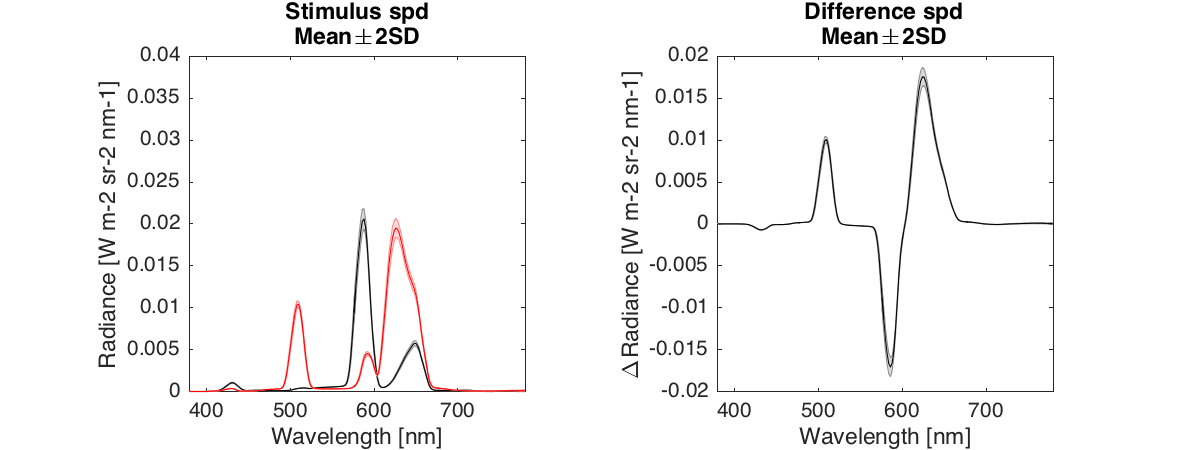 Stimulus spd
Mean±2SD
0.04
0.035
0.03
0.025
0.02
0.015
0.01
0.005
0
400 500 600 700
Wavelength [nm]
Radiance [W m-2 sr-2 nm-1]
Difference spd
Mean±2SD
0.02
0.015
0.01
0.005
0
-0.005
-0.01
-0.015
-0.02
400 500 600 700
Wavelength [nm]
Δ Radiance [W m-2 sr-2 nm-1]